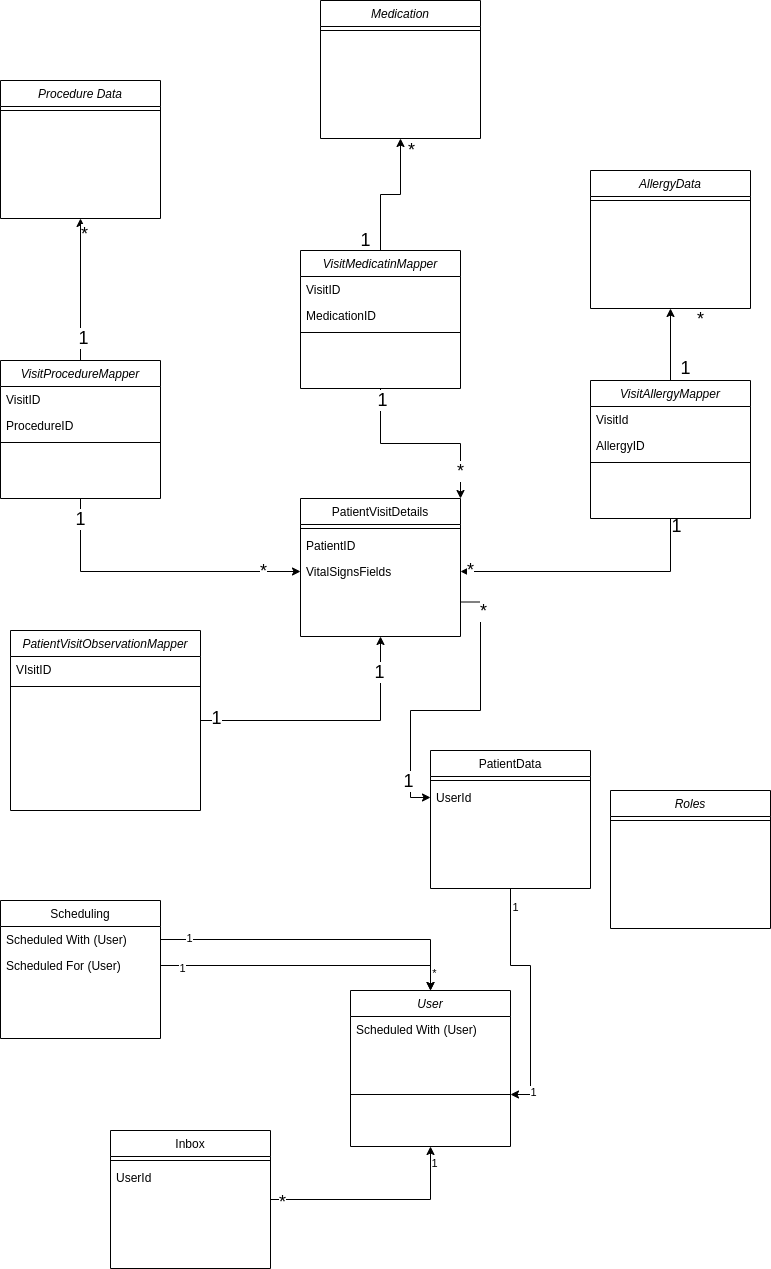 Medication
Procedure Data
*
AllergyData
*
1
VisitMedicatinMapper
VisitID
MedicationID
*
1
1
VisitProcedureMapper
VisitID
ProcedureID
VisitAllergyMapper
VisitId
AllergyID
1
*
1
1
PatientVisitDetails
PatientID
VitalSignsFields
*
*
*
PatientVisitObservationMapper
VIsitID
1
1
PatientData
UserId
1
Roles
1
Scheduling
Scheduled With (User)
Scheduled For (User)
1
1
*
User
Scheduled With (User)
1
Inbox
UserId
1
*